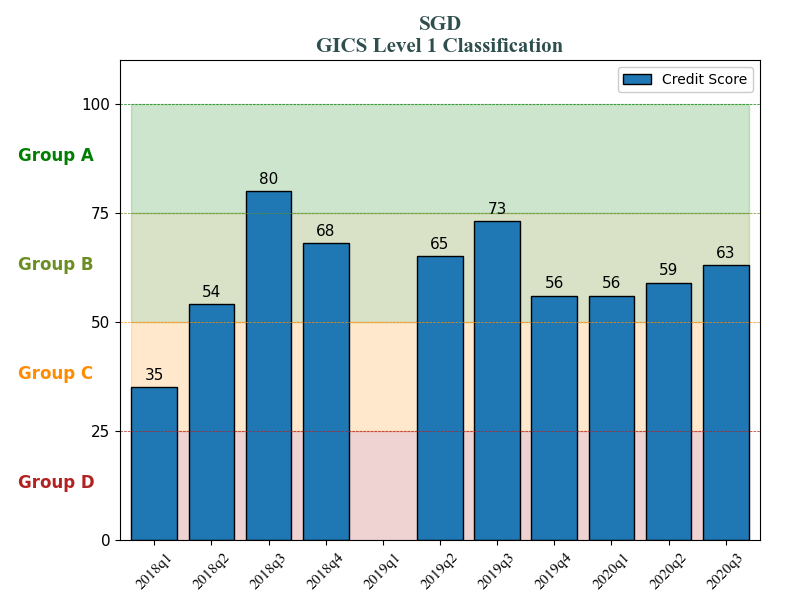 SGD
GICS Level 1 Classification
Credit Score
100
Group A
80
75
73
68
65
Group B
63
59
56
56
54
50
Group C
35
25
Group D
0
2018q1
2018q2
2018q3
2018q4
2019q1
2019q2
2019q3
2019q4
2020q1
2020q2
2020q3